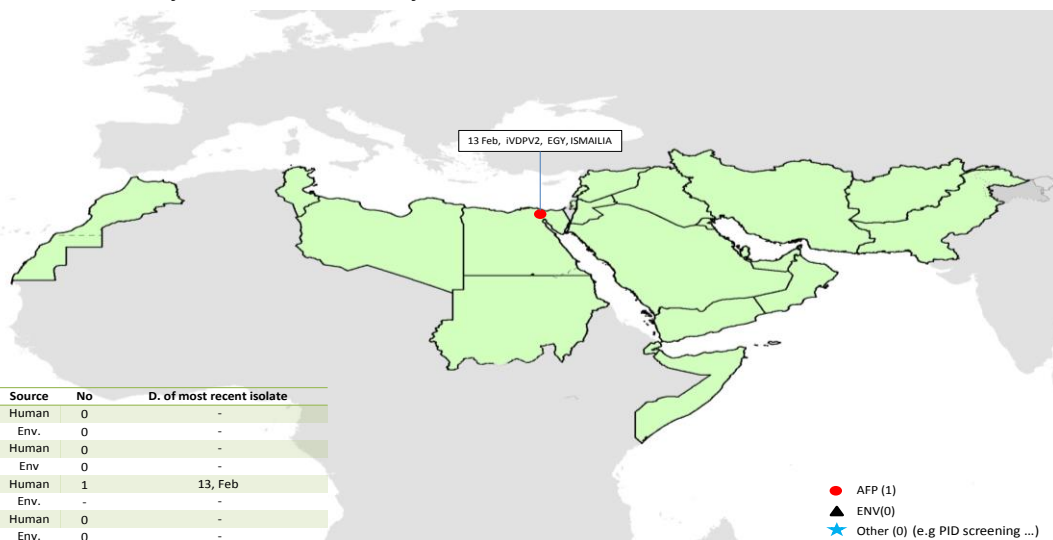 13 Feb, iVDPV2, EGY, ISMAILIA
Source No D. of most recent isolate
Human 0 -
Env. 0 -
Human 0 -
Env 0 -
Human 1 13, Feb
Env. - -
Human 0 -
Env. 0 -
AFP (1)
ENV(0)
Other (0) (e.g PID screening ...)